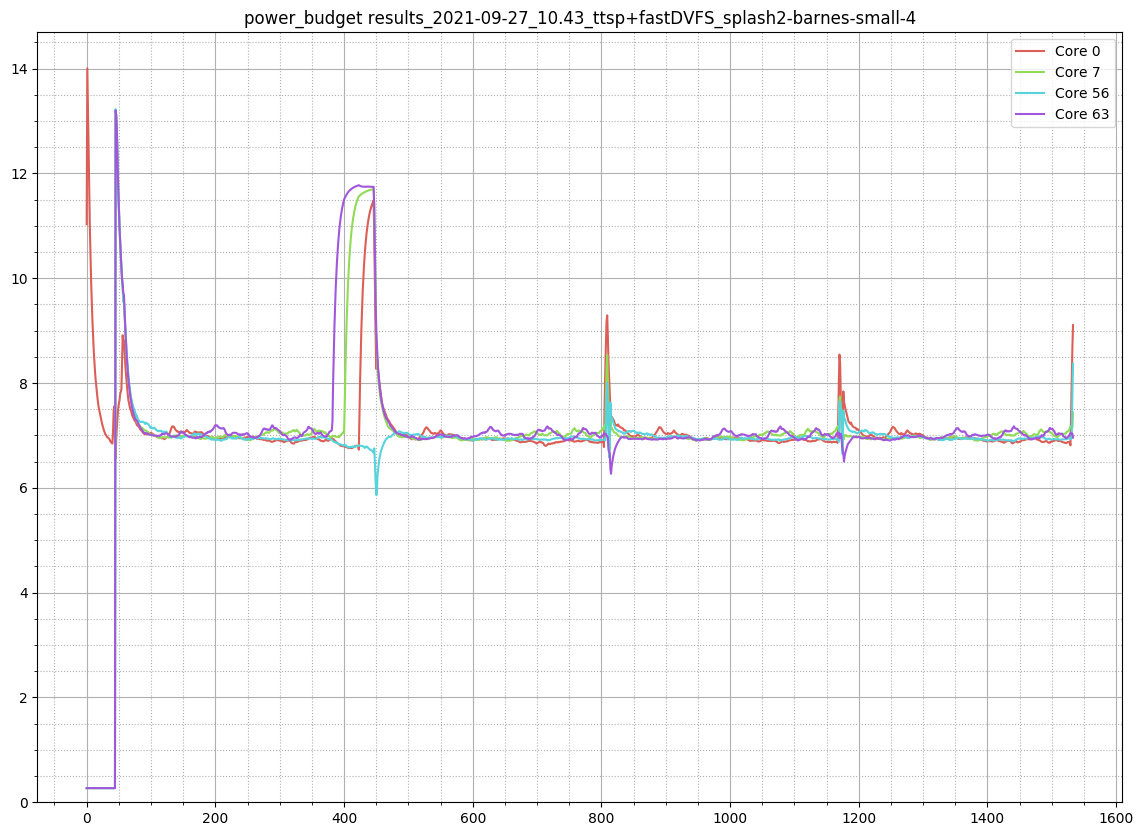 power_budget results_2021-09-27_10.43_ttsp+fastDVFS_splash2-barnes-small-4
Core 0
Core 7
Core 56
Core 63
14
12
10
8
6
4
2
0
0 200 400 600 800 1000 1200 1400 1600